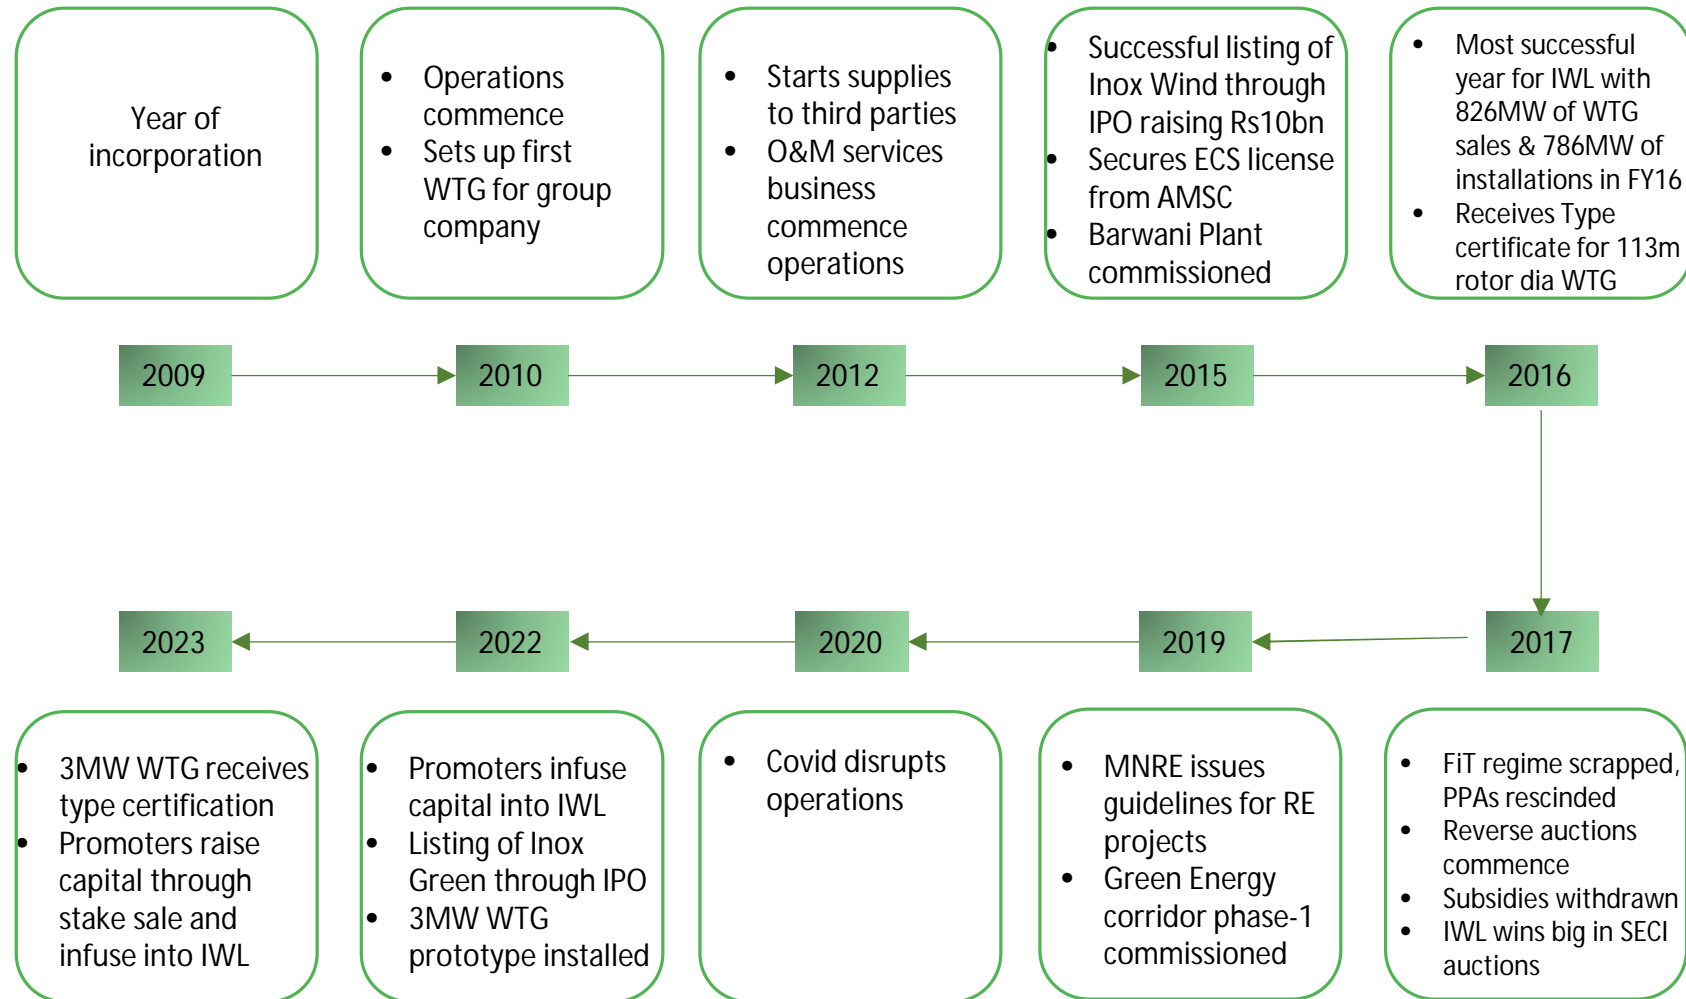 Year of
incorporation
• Operations
commence
• Sets up first
WTG for group
company
• Starts supplies
to third parties
• O&M services
business
commence
operations
• Successful listing of
Inox Wind through
IPO raising Rs10bn
• Secures ECS license
from AMSC
• Barwani Plant
commissioned
• Most successful
year for IWL with
826MW of WTG
sales & 786MW of
installations in FY16
• Receives Type
certificate for 113m
rotor dia WTG
2009
2010
2012
2015
2016
2023
2022
2020
2019
2017
• 3MW WTG receives
type certification
• Promoters raise
capital through
stake sale and
infuse into IWL
• Promoters infuse
capital into IWL
• Listing of Inox
Green through IPO
• 3MW WTG
prototype installed
• Covid disrupts
operations
• MNRE issues
guidelines for RE
projects
• Green Energy
corridor phase-1
commissioned
• FiT regime scrapped,
PPAs rescinded
• Reverse auctions
commence
• Subsidies withdrawn
• IWL wins big in SECI
auctions